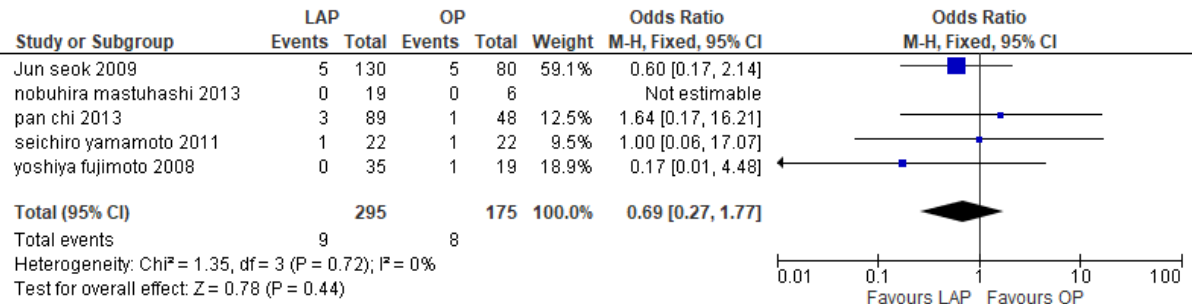 LAP OP Odds Ratio Odds Ratio
Study or Subgroup Events Total Events Total Weight M-H, Fixed, 95% CI M-H, Fixed, 95% CI
Jun seok 2009 5 130 5 80 59.1% 0.60 [0.17, 2.14]
nobuhira mastuhashi 2013 0 19 0 6 Not estimable
pan chi 2013 3 89 1 48 12.5% 1.64 [0.17, 16.21]
seichiro yamamoto 2011 1 22 1 22 9.5% 1.00 [0.06, 17.07]
yoshiya fujimoto 2008 0 35 1 19 18.9% 0.17 [0.01, 4.48]
Total (95% CI) 295 175 100.0% 0.69 [0.27, 1.77]
Total events 9 8
Heterogeneity: Chi² = 1.35, df = 3 (P = 0.72); I² = 0%
Test for overall effect: Z = 0.78 (P = 0.44)
0.01 0.1 1 10 100
Favours LAP Favours OP